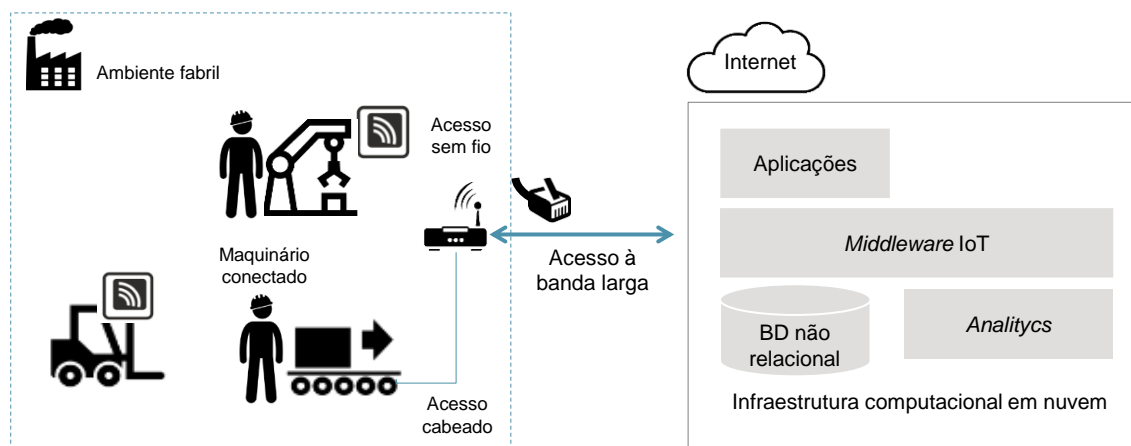 Ambiente fabril
Acesso
sem fio
Maquinário
conectado
Acesso
cabeado
Acesso à
banda larga
Internet
Aplicações
Middleware IoT
BD não
relacional
Analitycs
Infraestrutura computacional em nuvem